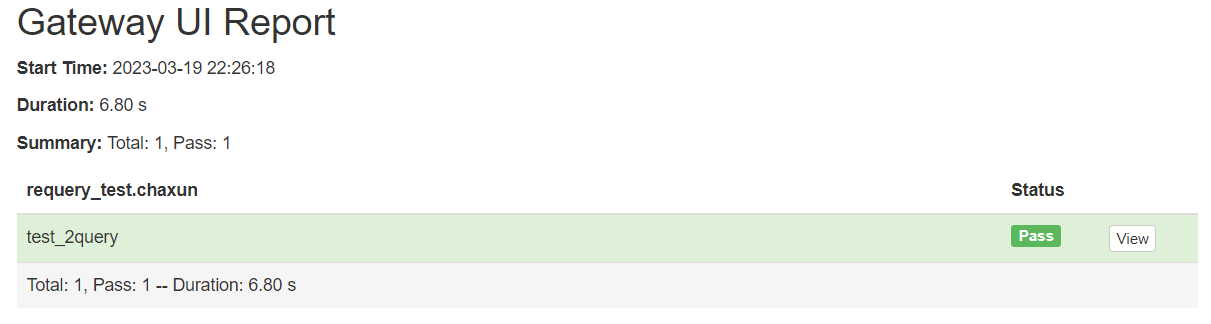 Gateway UI Report
Start Time: 2023-03-19 22:26:18
Duration: 6.80 s
Summary: Total: 1, Pass: 1
requery_test.chaxun Status
test_2query Pass View
Total: 1, Pass: 1 -- Duration: 6.80 s